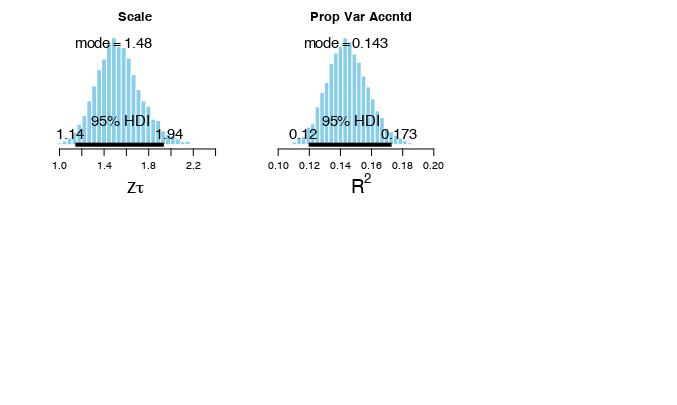 Scale
mode = 1.48
95% HDI
1.14
1.94
1.0
1.4
1.8
2.2
zτ
Prop Var Accntd
mode = 0.143
95% HDI
0.12
0.173
0.10
0.12
0.14
0.16
0.18
0.20
R²